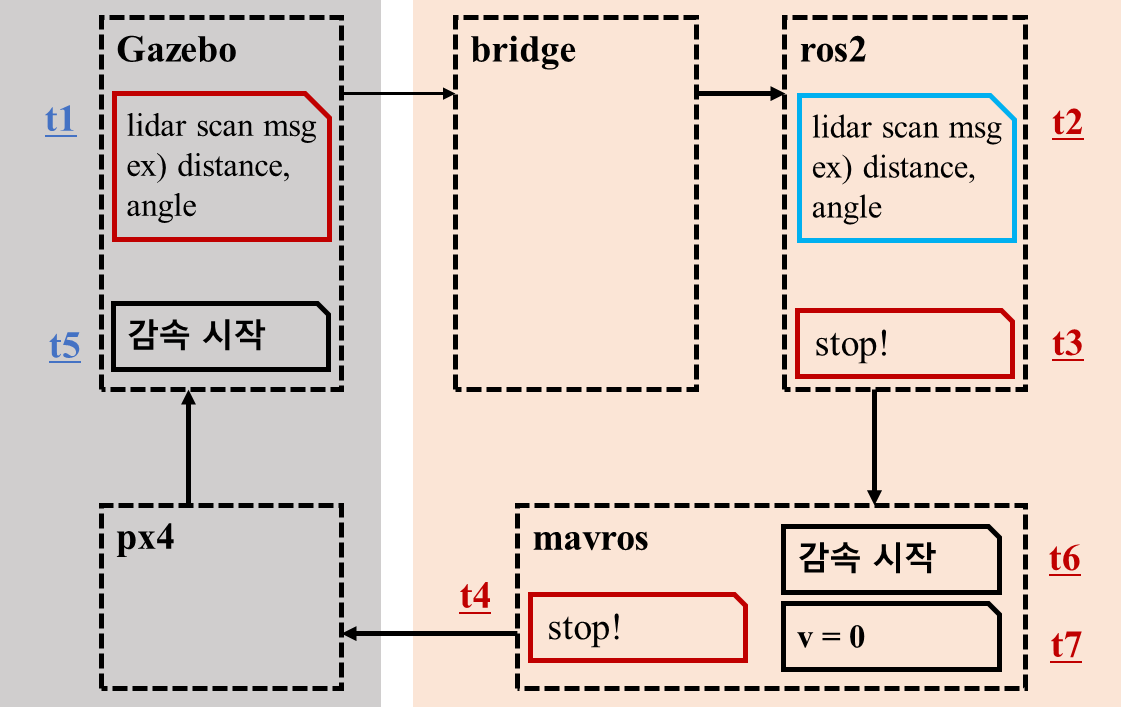 Gazebo
t1
lidar scan msg
ex) distance,
angle
t5
감속 시작
bridge
ros2
lidar scan msg
ex) distance,
angle
t2
stop!
t3
px4
mavros
t4
stop!
감속 시작
t6
v = 0
t7